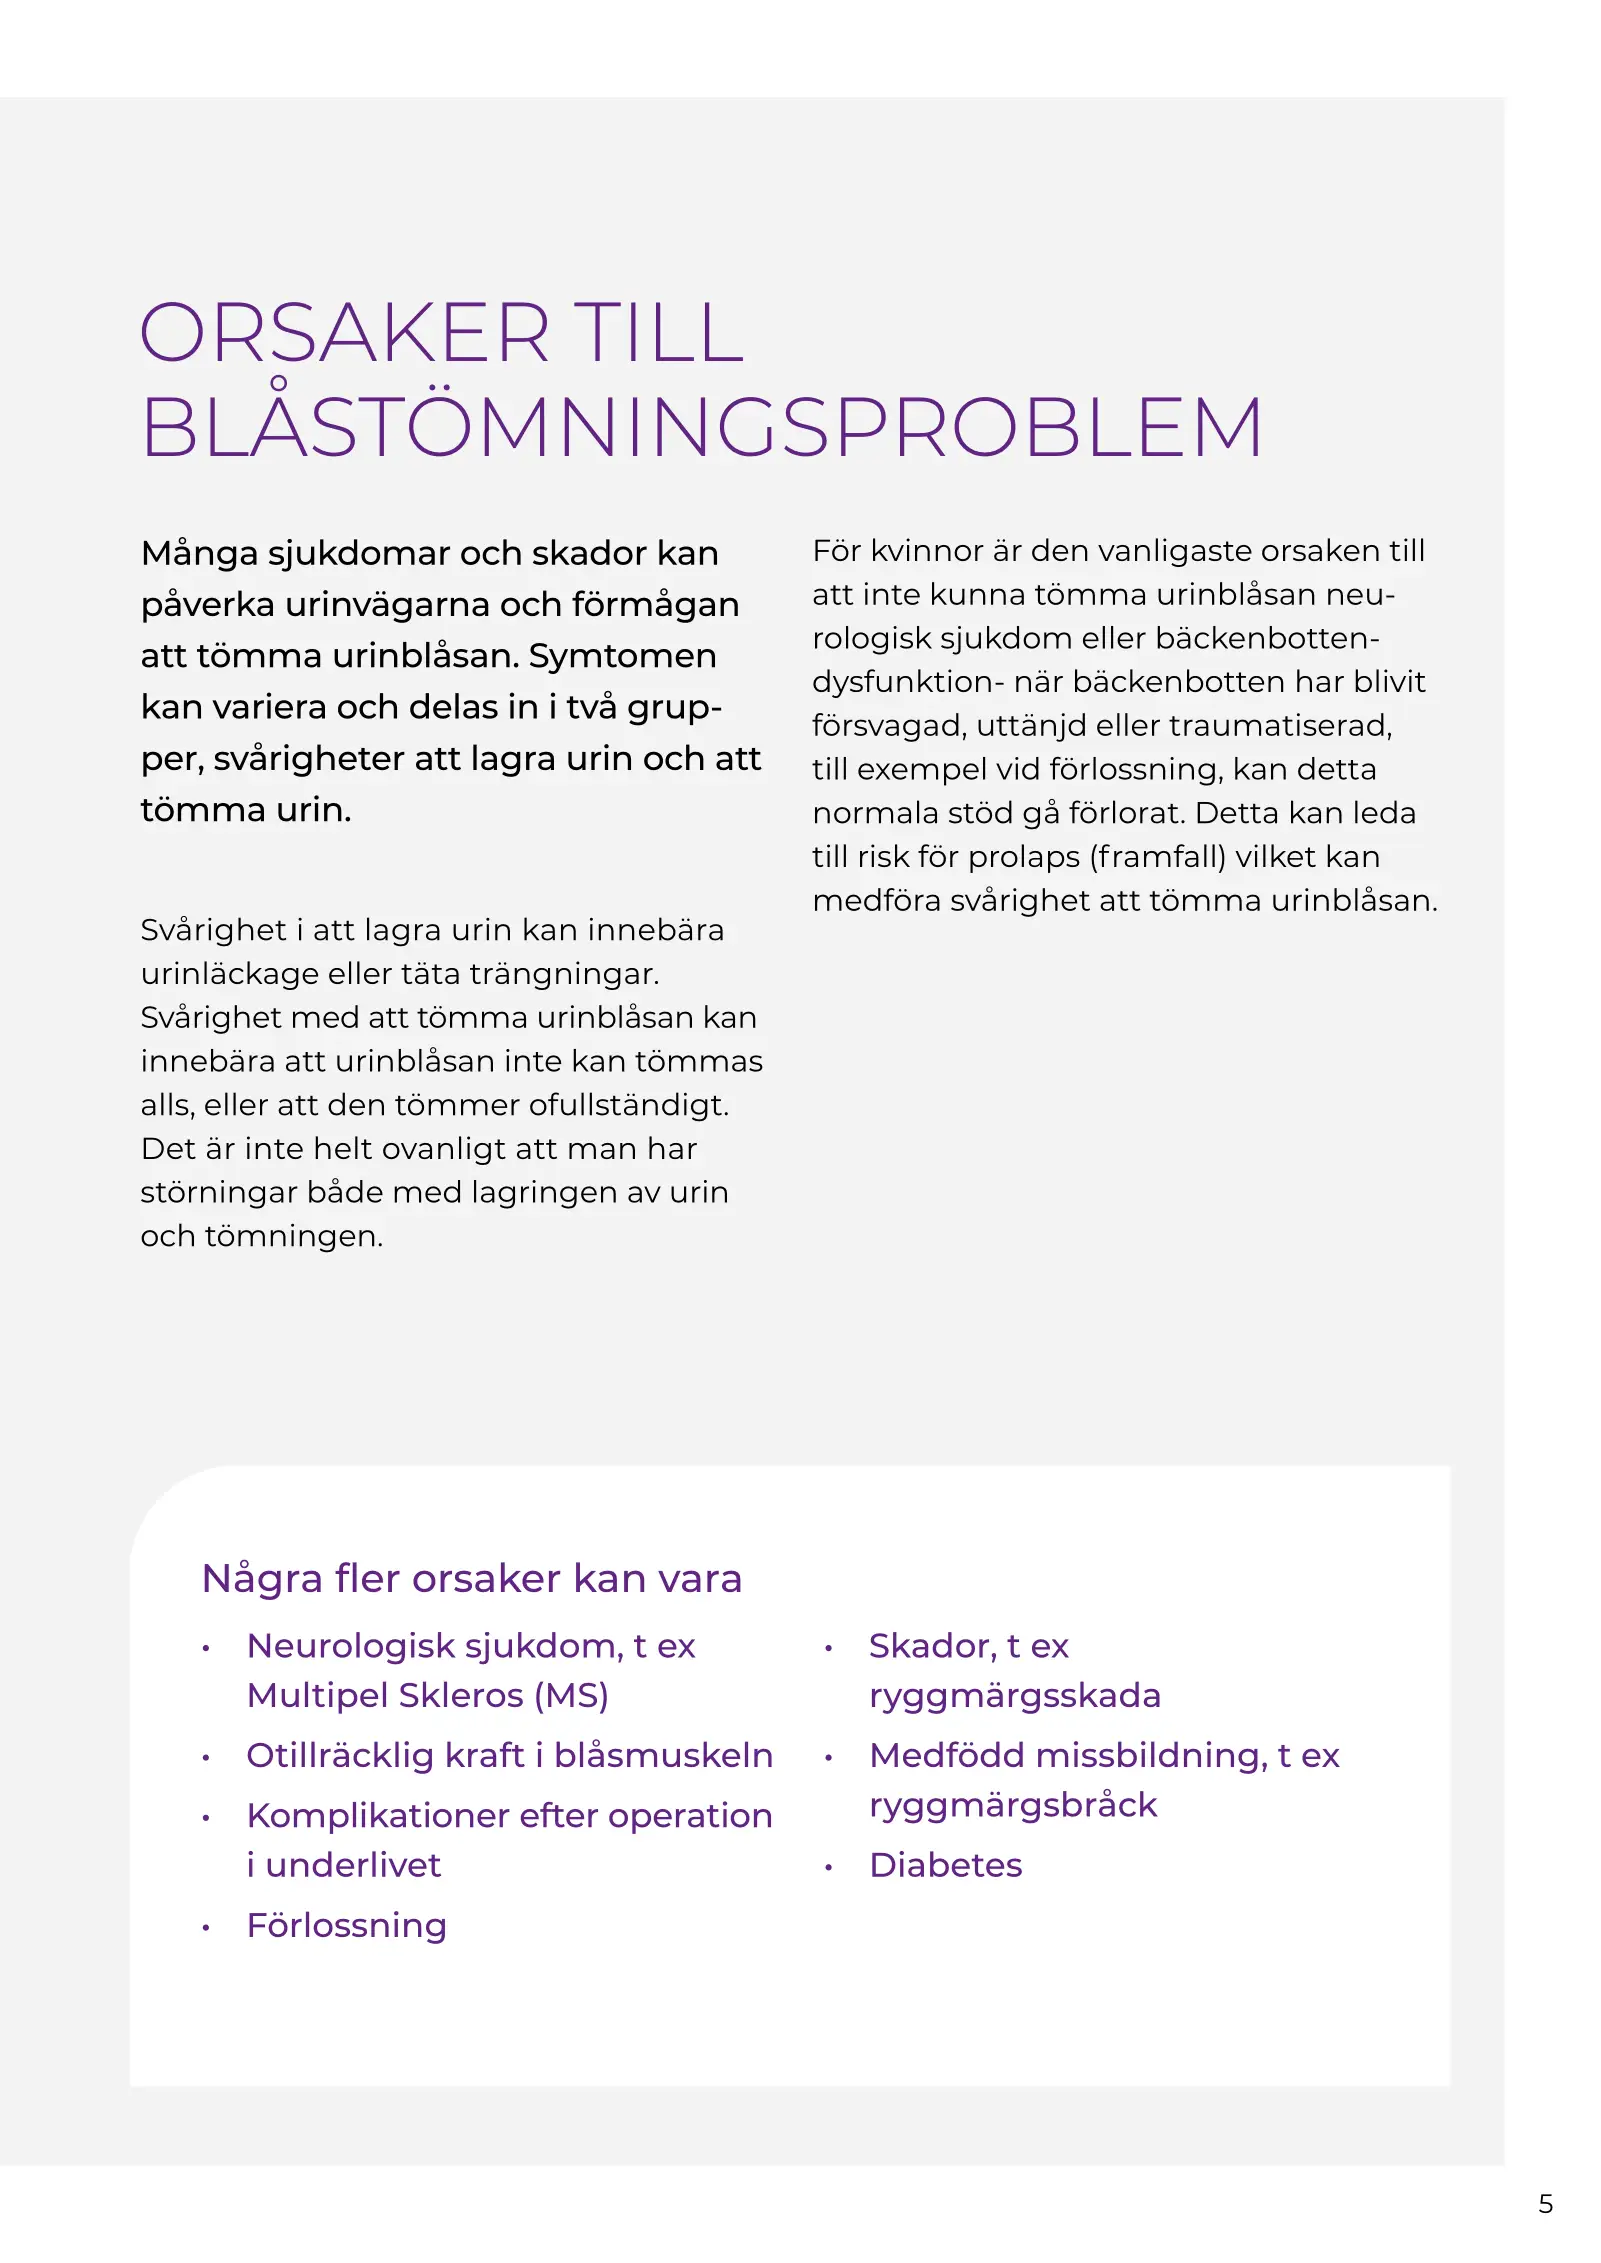 ORSAKER TILL
BLÅSTÖMNINGSPROBLEM
Många sjukdomar och skador kan
påverka urinvägarna och förmågan
att tömma urinblåsan. Symtomen
kan variera och delas in i två grup-
per, svårigheter att lagra urin och att
tömma urin.
Svårighet i att lagra urin kan innebära
urinläckage eller täta trängningar.
Svårighet med att tömma urinblåsan kan
innebära att urinblåsan inte kan tömmas
alls, eller att den tömmer ofullständigt.
Det är inte helt ovanligt att man har
störningar både med lagringen av urin
och tömningen.
För kvinnor är den vanligaste orsaken till
att inte kunna tömma urinblåsan neu-
rologisk sjukdom eller bäckenbotten-
dysfunktion- när bäckenbotten har blivit
försvagad, uttänjd eller traumatiserad,
till exempel vid förlossning, kan detta
normala stöd gå förlorat. Detta kan leda
till risk för prolaps (framfall) vilket kan
medföra svårighet att tömma urinblåsan.
Några fler orsaker kan vara
• Neurologisk sjukdom, t ex
Multipel Skleros (MS)
• Otillräcklig kraft i blåsmuskeln
• Komplikationer efter operation
i underlivet
• Förlossning
• Skador, t ex
ryggmärgsskada
• Medfödd missbildning, t ex
ryggmärgsbråck
• Diabetes
5